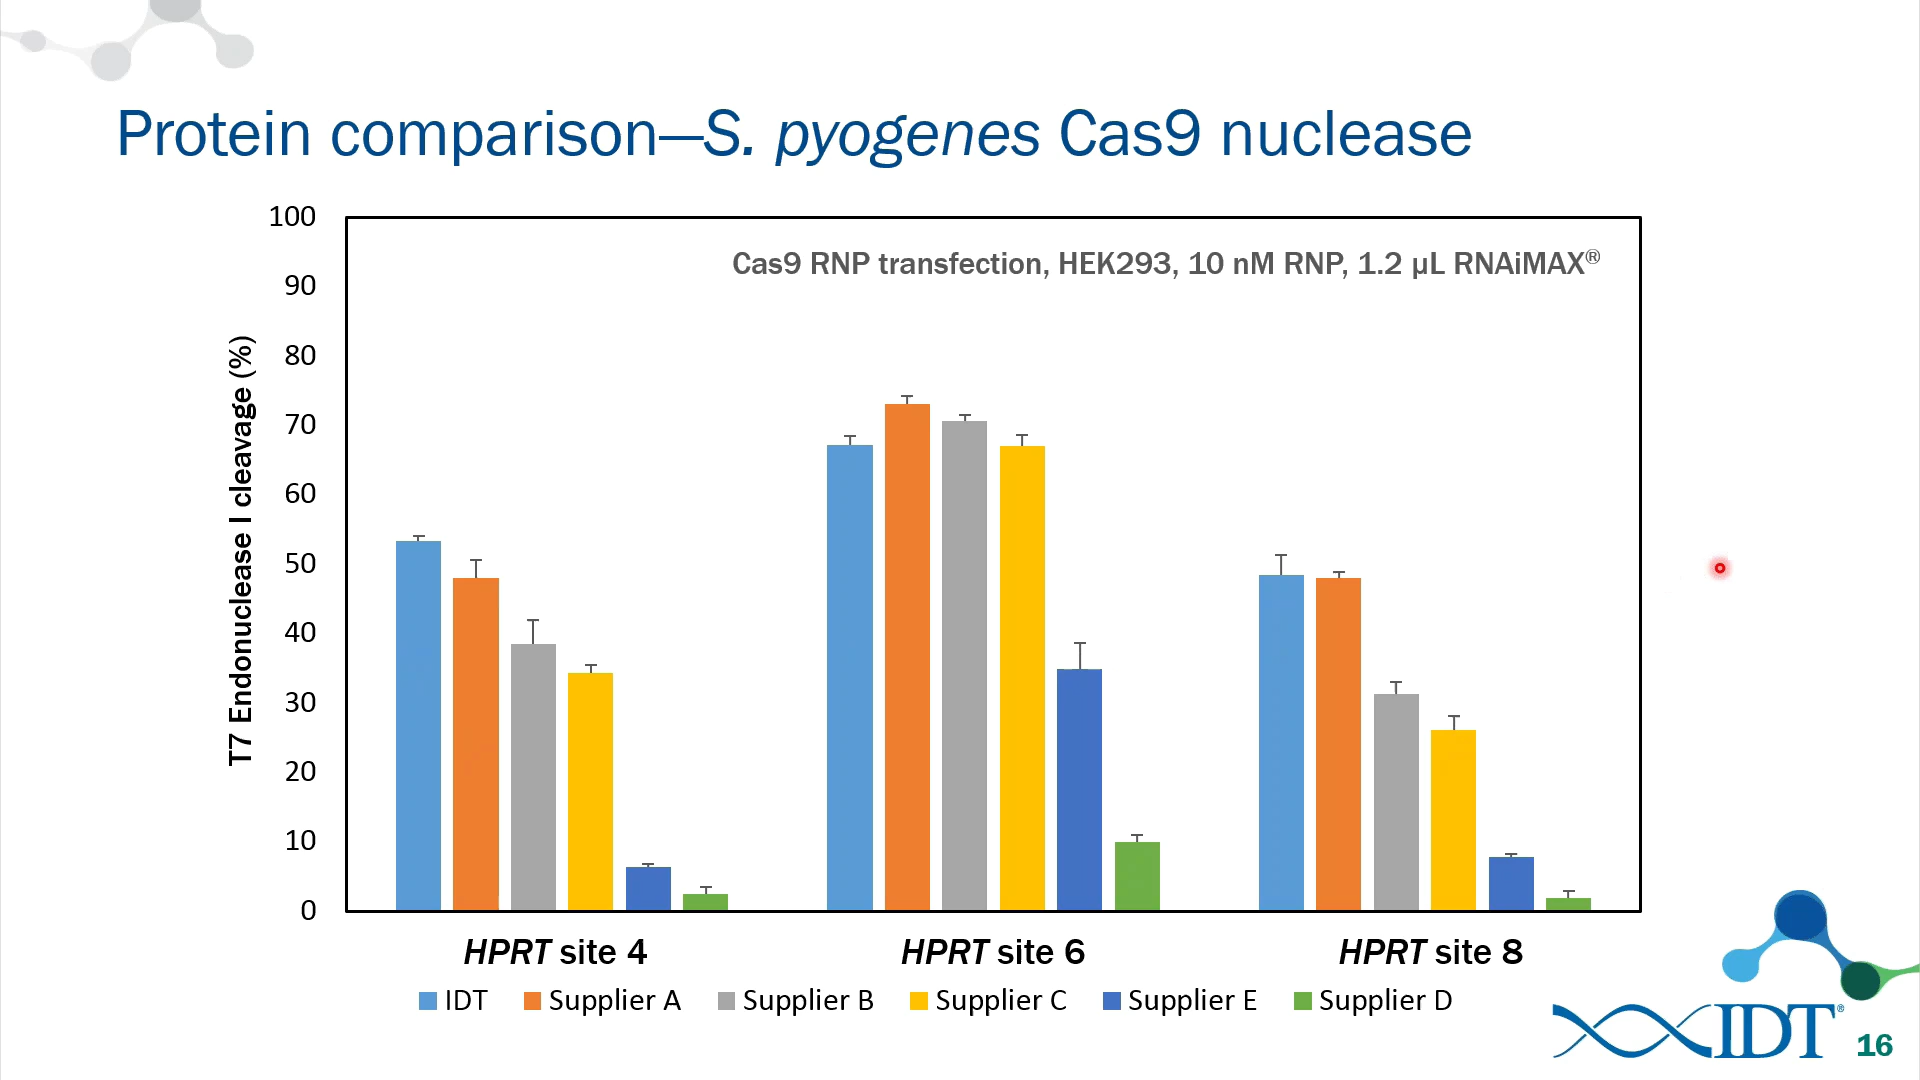 Protein comparison—S. pyogenes Cas9 nuclease
Cas9 RNP transfection, HEK293, 10 nM RNP, 1.2 µL RNAiMAX®
T7 Endonuclease I cleavage (%)
100
90
80
70
60
50
40
30
20
10
0
HPRT site 4
HPRT site 6
HPRT site 8
IDT
Supplier A
Supplier B
Supplier C
Supplier E
Supplier D
IDT®
16